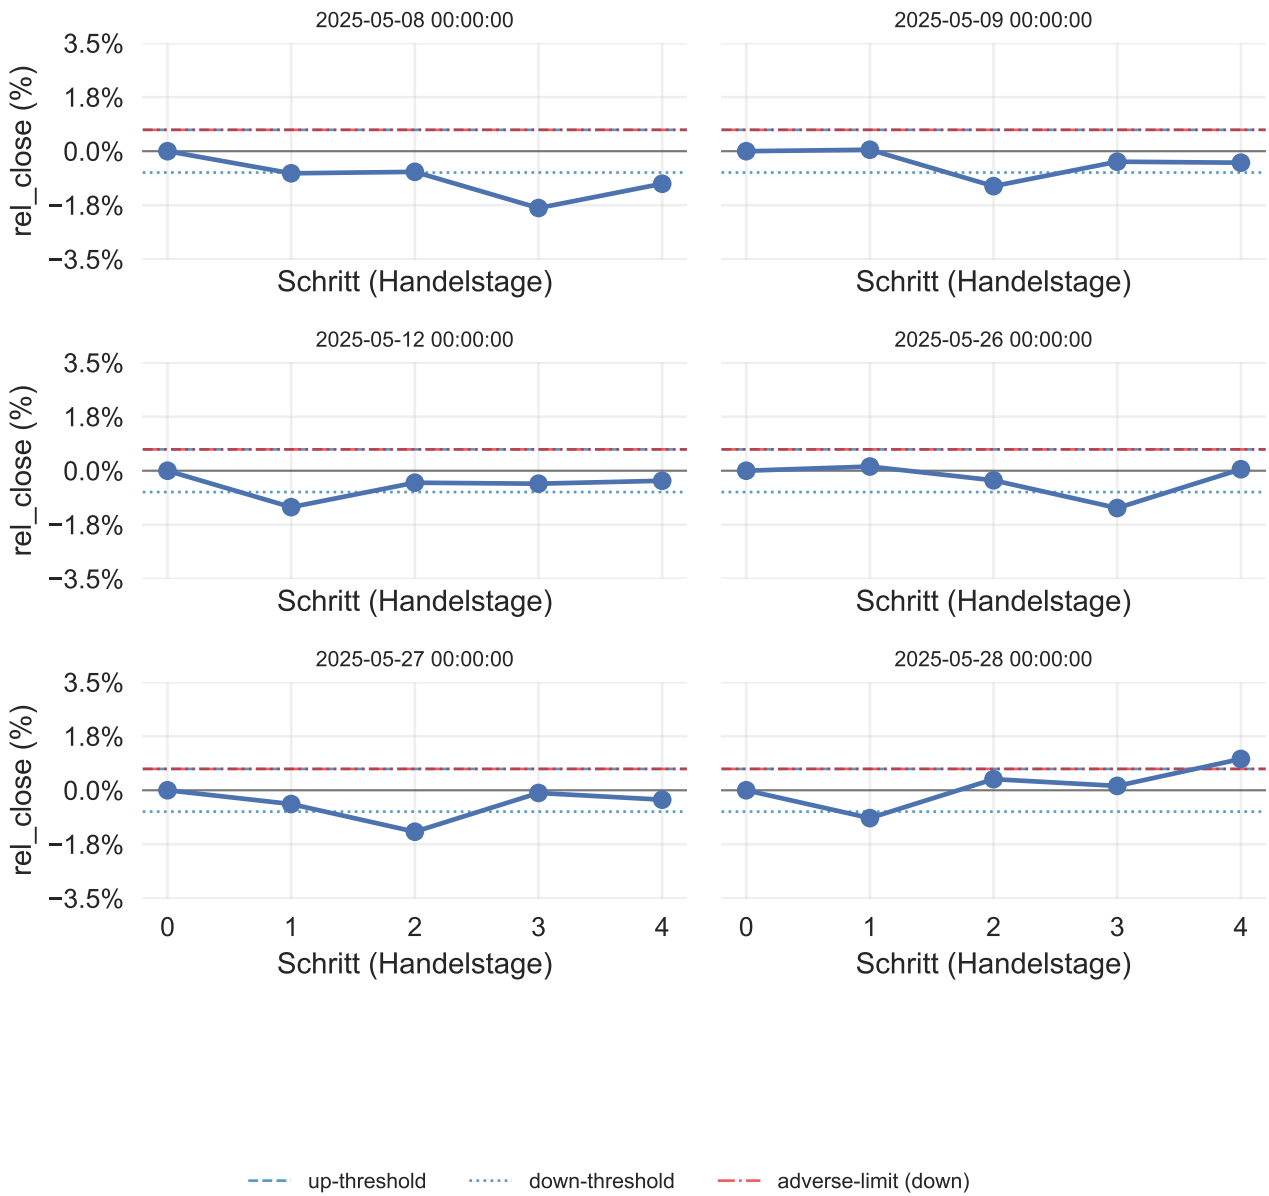 2025-05-08 00:00:00
3.5%
1.8%
0.0%
−1.8%
−3.5%
rel_close (%)
Schritt (Handelstage)
2025-05-09 00:00:00
Schritt (Handelstage)
2025-05-12 00:00:00
3.5%
1.8%
0.0%
−1.8%
−3.5%
rel_close (%)
Schritt (Handelstage)
2025-05-26 00:00:00
Schritt (Handelstage)
2025-05-27 00:00:00
3.5%
1.8%
0.0%
−1.8%
−3.5%
rel_close (%)
0 1 2 3 4
Schritt (Handelstage)
2025-05-28 00:00:00
0 1 2 3 4
Schritt (Handelstage)
up-threshold
down-threshold
adverse-limit (down)